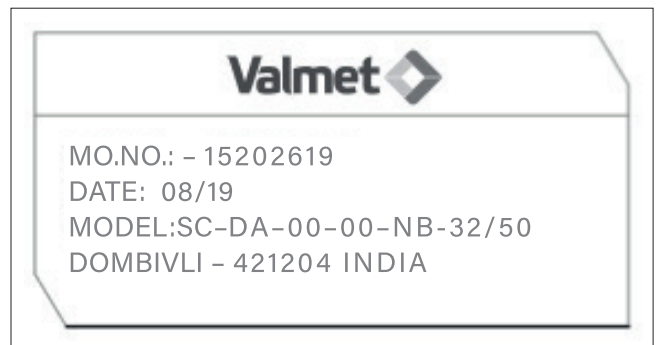 Valmet
MO.NO.: – 15202619
DATE: 08/19
MODEL:SC–DA–00–00–NB-32/50
DOMBIVLI – 421204 INDIA